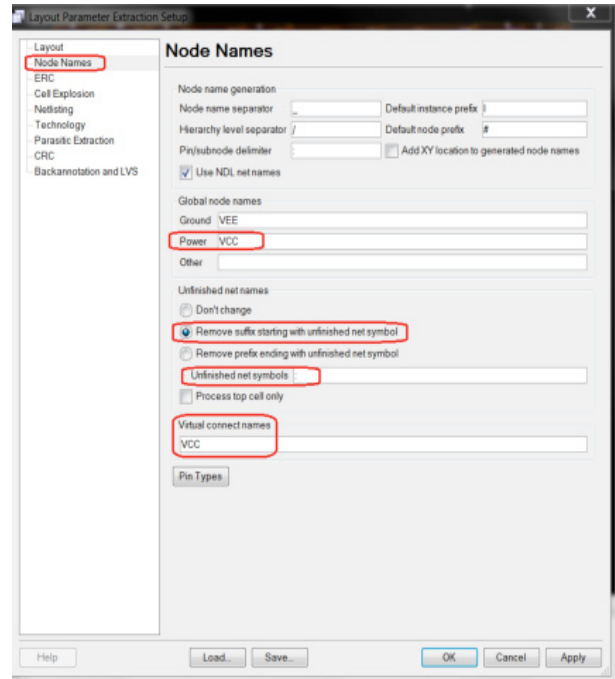 Layout Parameter Extraction Setup
X
Layout
Node Names
ERC
Cell Explosion
Netlisting
Technology
Parasitic Extraction
CRC
Backannotation and LVS
Node Names
Node name generation
Node name separator _ Default instance prefix I
Hierarchy level separator / Default node prefix #
Pin/subnode delimiter : Add XY location to generated node names
Use NDL net names
Global node names
Ground VEE
Power VCC
Other
Unfinished net names
Don't change
Remove suffix starting with unfinished net symbol
Remove prefix ending with unfinished net symbol
Unfinished net symbols :
Process top cell only
Virtual connect names
VCC
Pin Types
Help Load... Save... OK Cancel Apply